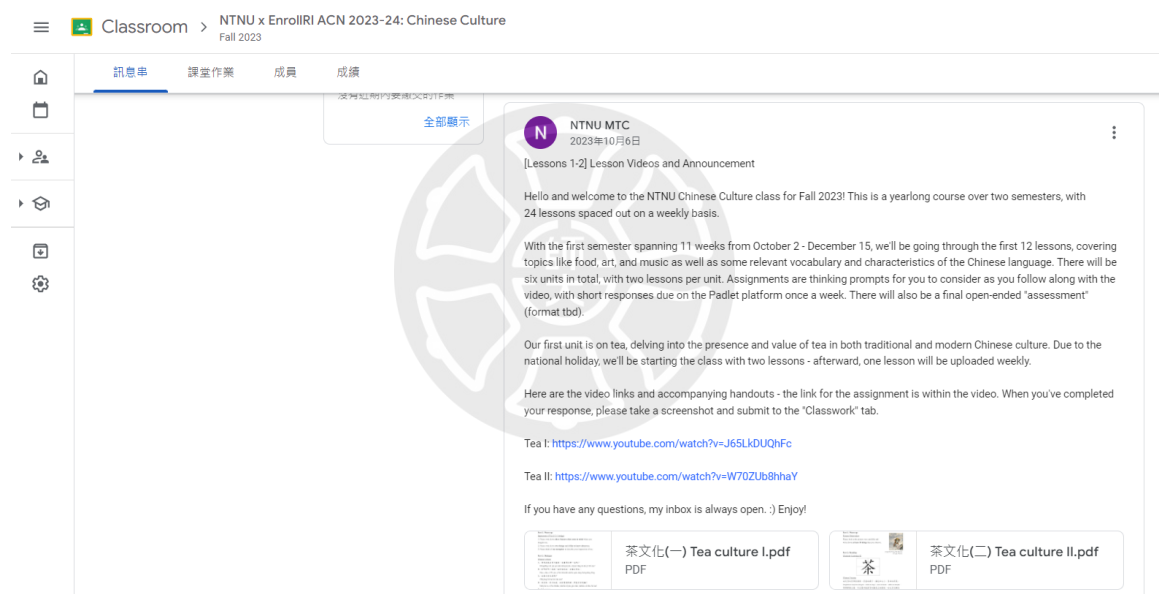 Classroom > NTNU x EnrollRI ACN 2023-24: Chinese Culture
Fall 2023
訊息串 課堂作業 成員 成績
沒有近期內要繳交的作業
全部顯示
N NTNU MTC
2023年10月6日
[Lessons 1-2] Lesson Videos and Announcement
Hello and welcome to the NTNU Chinese Culture class for Fall 2023! This is a yearlong course over two semesters, with
24 lessons spaced out on a weekly basis.
With the first semester spanning 11 weeks from October 2 - December 15, we'll be going through the first 12 lessons, covering
topics like food, art, and music as well as some relevant vocabulary and characteristics of the Chinese language. There will be
six units in total, with two lessons per unit. Assignments are thinking prompts for you to consider as you follow along with the
video, with short responses due on the Padlet platform once a week. There will also be a final open-ended "assessment"
(format tbd).
Our first unit is on tea, delving into the presence and value of tea in both traditional and modern Chinese culture. Due to the
national holiday, we'll be starting the class with two lessons - afterward, one lesson will be uploaded weekly.
Here are the video links and accompanying handouts - the link for the assignment is within the video. When you've completed
your response, please take a screenshot and submit to the "Classwork" tab.
Tea I: https://www.youtube.com/watch?v=J65LkDUQhFc
Tea II: https://www.youtube.com/watch?v=W70ZUb8hhaY
If you have any questions, my inbox is always open. :) Enjoy!
茶文化(一) Tea culture I.pdf
PDF
茶
茶文化(二) Tea culture II.pdf
PDF